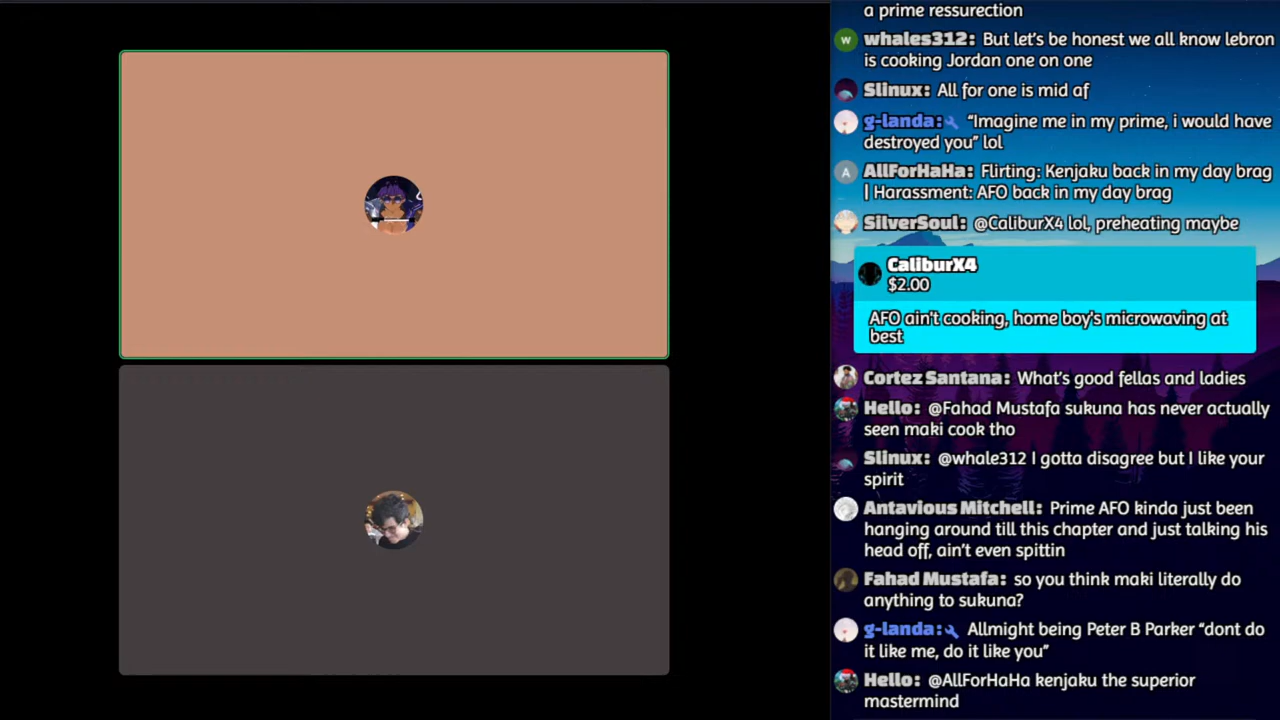 a prime ressurection
whales312: But let's be honest we all know lebron
is cooking Jordan one on one
Slinux: All for one is mid af
g-landa: “Imagine me in my prime, i would have
destroyed you” lol
AllForHaHa: Flirting: Kenjaku back in my day brag
| Harassment: AFO back in my day brag
SilverSoul: @CaliburX4 lol, preheating maybe
CaliburX4
$2.00
AFO ain't cooking, home boy's microwaving at
best
Cortez Santana: What's good fellas and ladies
Hello: @Fahad Mustafa sukuna has never actually
seen maki cook tho
Slinux: @whale312 I gotta disagree but I like your
spirit
Antavious Mitchell: Prime AFO kinda just been
hanging around till this chapter and just talking his
head off, ain't even spittin
Fahad Mustafa: so you think maki literally do
anything to sukuna?
g-landa: Allmight being Peter B Parker “dont do
it like me, do it like you”
Hello: @AllForHaHa kenjaku the superior
mastermind